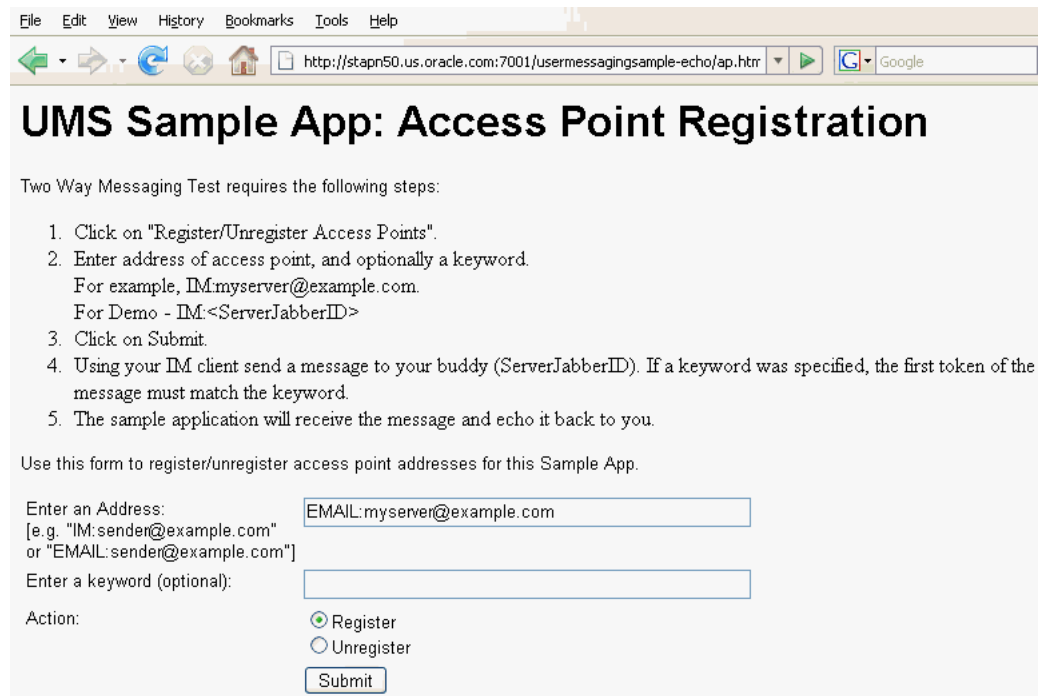 File Edit View History Bookmarks Tools Help
http://stapn50.us.oracle.com:7001/usermessagingsample-echo/ap.htm
G Google
UMS Sample App: Access Point Registration
Two Way Messaging Test requires the following steps:
1. Click on "Register/Unregister Access Points".
2. Enter address of access point, and optionally a keyword.
For example, IM:myserver@example.com.
For Demo - IM:<ServerJabberID>
3. Click on Submit.
4. Using your IM client send a message to your buddy (ServerJabberID). If a keyword was specified, the first token of the
message must match the keyword.
5. The sample application will receive the message and echo it back to you.
Use this form to register/unregister access point addresses for this Sample App.
Enter an Address:
EMAIL:myserver@example.com
[e.g. "IM:sender@example.com"
or "EMAIL:sender@example.com"]
Enter a keyword (optional):
Action:
Register
Unregister
Submit